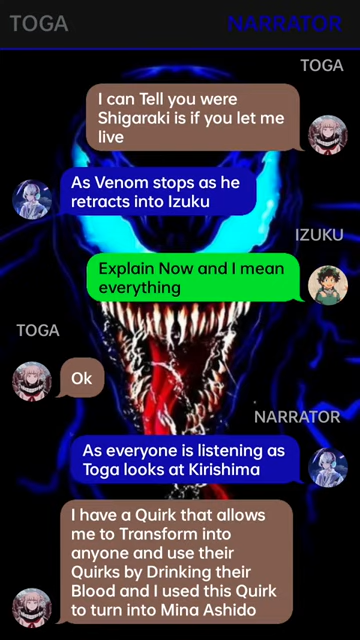 TOGA
NARRATOR
TOGA
I can Tell you were
Shigaraki is if you let me
live
As Venom stops as he
retracts into Izuku
IZUKU
Explain Now and I mean
everything
TOGA
Ok
NARRATOR
As everyone is listening as
Toga looks at Kirishima
I have a Quirk that allows
me to Transform into
anyone and use their
Quirks by Drinking their
Blood and I used this Quirk
to turn into Mina Ashido